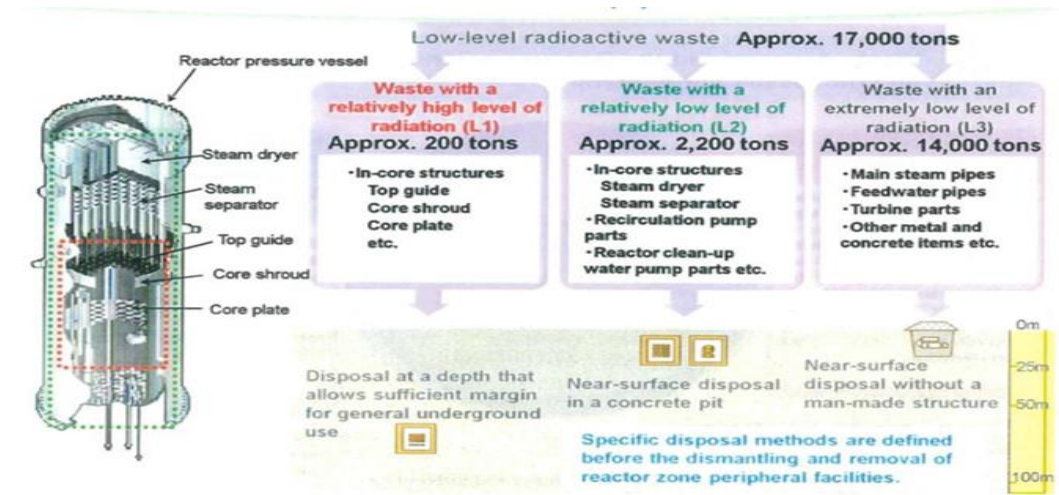 Low-level radioactive waste Approx. 17,000 tons
Reactor pressure vessel
Steam dryer
Steam
separator
Top guide
Core shroud
Core plate
Waste with a
relatively high level of
radiation (L1)
Approx. 200 tons
・In-core structures
Top guide
Core shroud
Core plate
etc.
Waste with a
relatively low level of
radiation (L2)
Approx. 2,200 tons
・In-core structures
Steam dryer
Steam separator
・Recirculation pump
parts
・Reactor clean-up
water pump parts etc.
Waste with an
extremely low level of
radiation (L3)
Approx. 14,000 tons
・Main steam pipes
・Feedwater pipes
・Turbine parts
・Other metal and
concrete items etc.
Disposal at a depth that
allows sufficient margin
for general underground
use
Near-surface disposal
in a concrete pit
Near-surface
disposal without a
man-made structure
Specific disposal methods are defined
before the dismantling and removal of
reactor zone peripheral facilities.
0m
25m
50m
100m